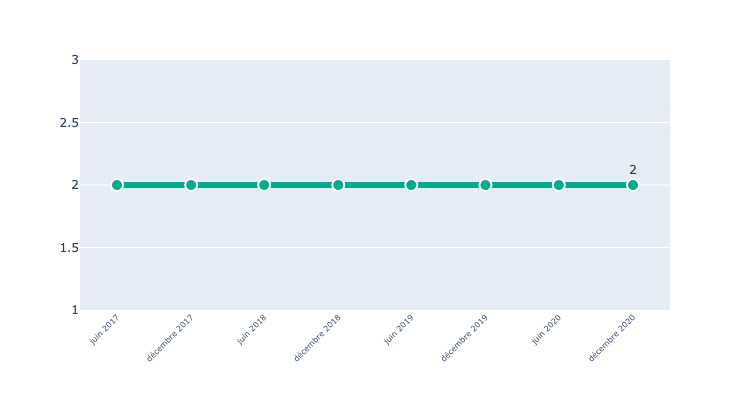 3
2.5
2
2
1.5
1
juin 2017
décembre 2017
juin 2018
décembre 2018
juin 2019
décembre 2019
juin 2020
décembre 2020